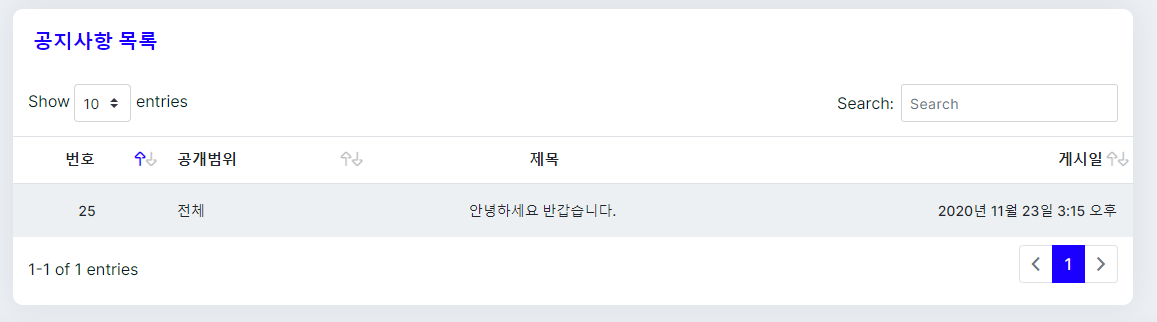 공지사항 목록
Show 10 entries Search: Search
번호 공개범위 제목 게시일
25 전체 안녕하세요 반갑습니다. 2020년 11월 23일 3:15 오후
1-1 of 1 entries 1